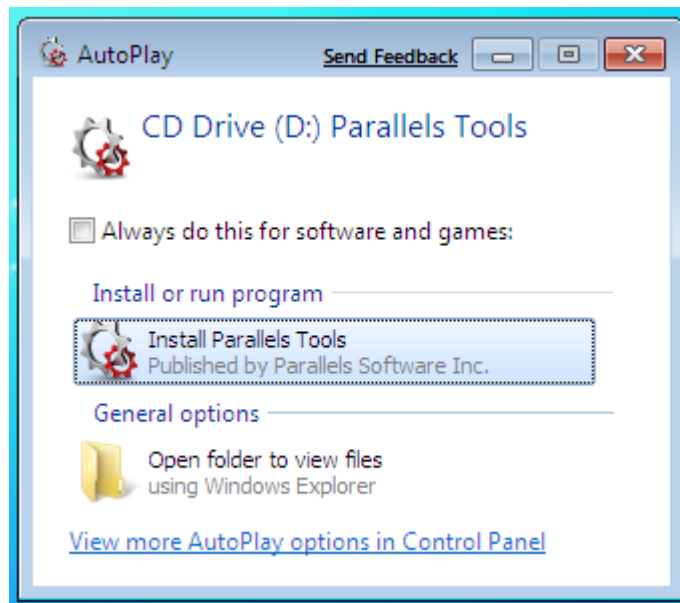 AutoPlay Send Feedback
CD Drive (D:) Parallels Tools
Always do this for software and games:
Install or run program
Install Parallels Tools
Published by Parallels Software Inc.
General options
Open folder to view files
using Windows Explorer
View more AutoPlay options in Control Panel